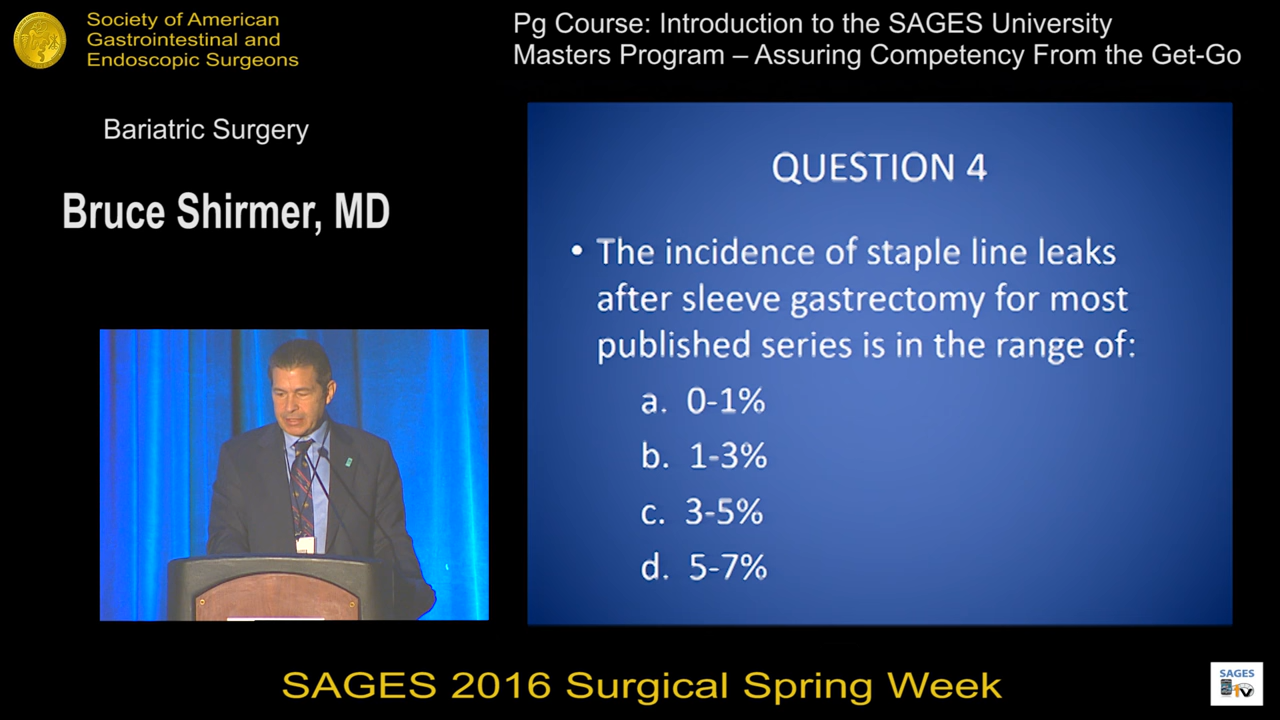 Society of American
Gastrointestinal and
Endoscopic Surgeons
Pg Course: Introduction to the SAGES University
Masters Program – Assuring Competency From the Get-Go
Bariatric Surgery
Bruce Shirmer, MD
QUESTION 4
• The incidence of staple line leaks
after sleeve gastrectomy for most
published series is in the range of:
a. 0-1%
b. 1-3%
c. 3-5%
d. 5-7%
SAGES 2016 Surgical Spring Week
SAGES
tv